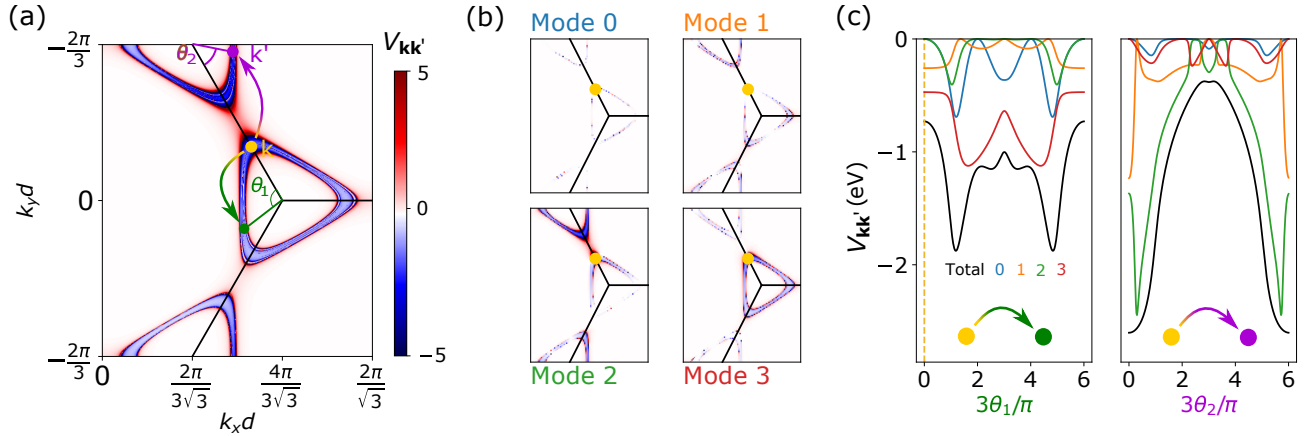 (a)
V𝐤𝐤'
−2π/3
0
−2π/3
k_y d
0
2π/3√3
4π/3√3
2π/√3
k_x d
θ₂
k'
k
θ₁
5
0
−5
(b)
Mode 0
Mode 1
Mode 2
Mode 3
(c)
V𝐤𝐤' (eV)
0
−1
−2
Total 0 1 2 3
0 2 4 6
3θ₁/π
0 2 4 6
3θ₂/π